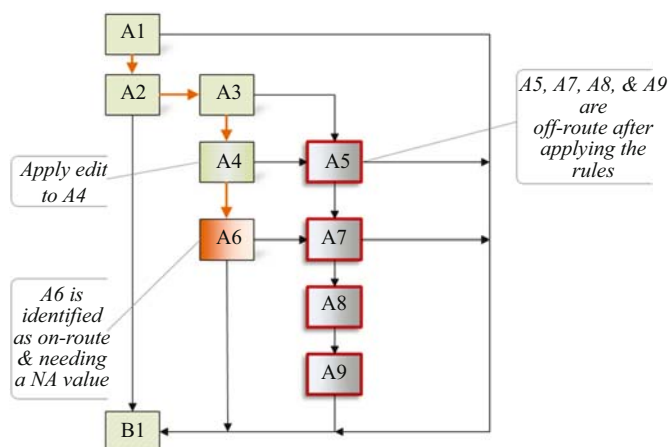 A1
A2
A3
A5, A7, A8, & A9
are
off-route after
applying the
rules
Apply edit
to A4
A4
A5
A6
A7
A6 is
identified
as on-route
& needing
a NA value
A8
A9
B1